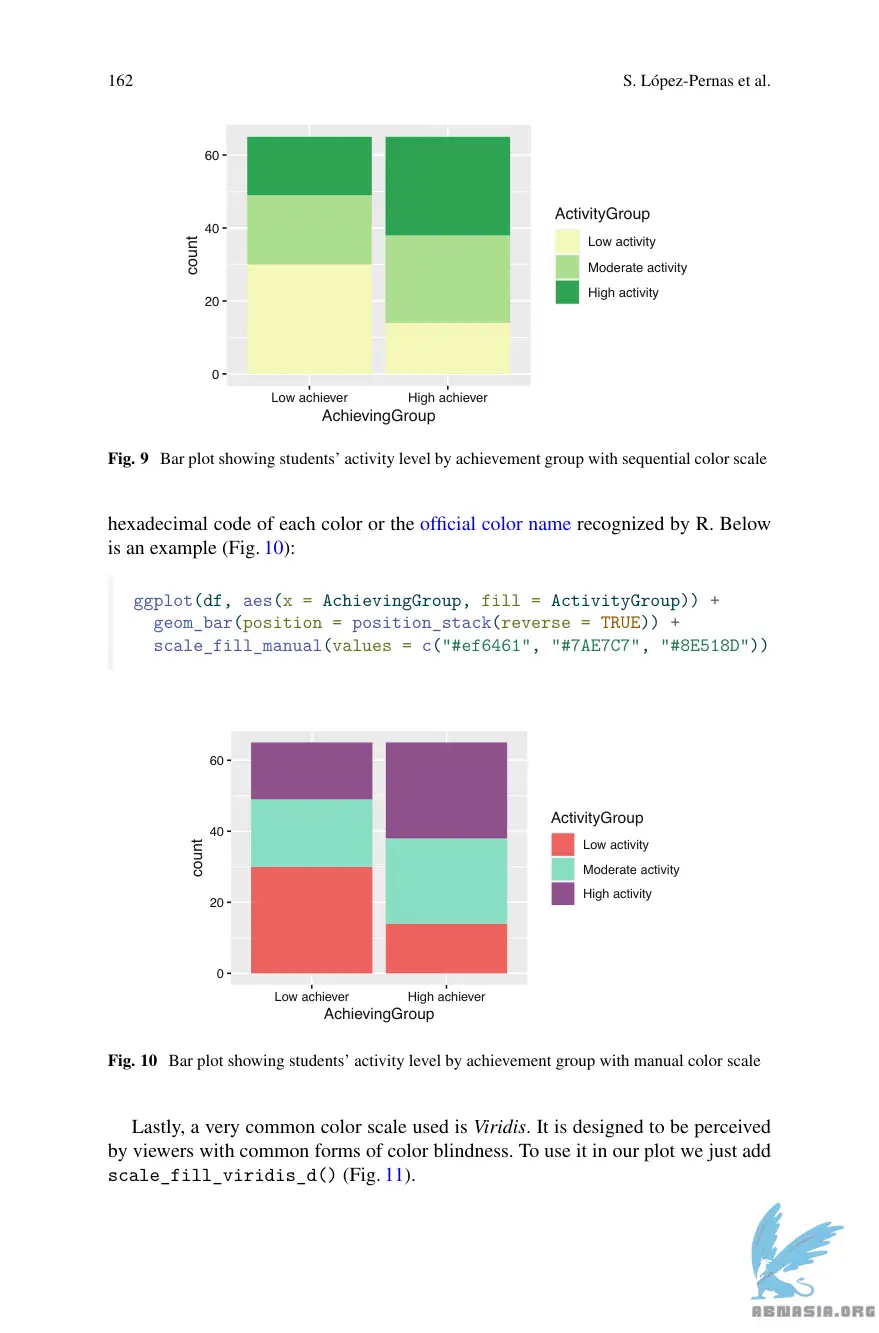 162
S. López-Pernas et al.
60
40
20
0
count
Low achiever
High achiever
AchievingGroup
ActivityGroup
Low activity
Moderate activity
High activity
Fig. 9 Bar plot showing students’ activity level by achievement group with sequential color scale
hexadecimal code of each color or the official color name recognized by R. Below
is an example (Fig. 10):
ggplot(df, aes(x = AchievingGroup, fill = ActivityGroup)) +
  geom_bar(position = position_stack(reverse = TRUE)) +
  scale_fill_manual(values = c("#ef6461", "#7AE7C7", "#8E518D"))
60
40
20
0
count
Low achiever
High achiever
AchievingGroup
ActivityGroup
Low activity
Moderate activity
High activity
Fig. 10 Bar plot showing students’ activity level by achievement group with manual color scale
Lastly, a very common color scale used is Viridis. It is designed to be perceived
by viewers with common forms of color blindness. To use it in our plot we just add
scale_fill_viridis_d() (Fig. 11).
ABNASIA.ORG